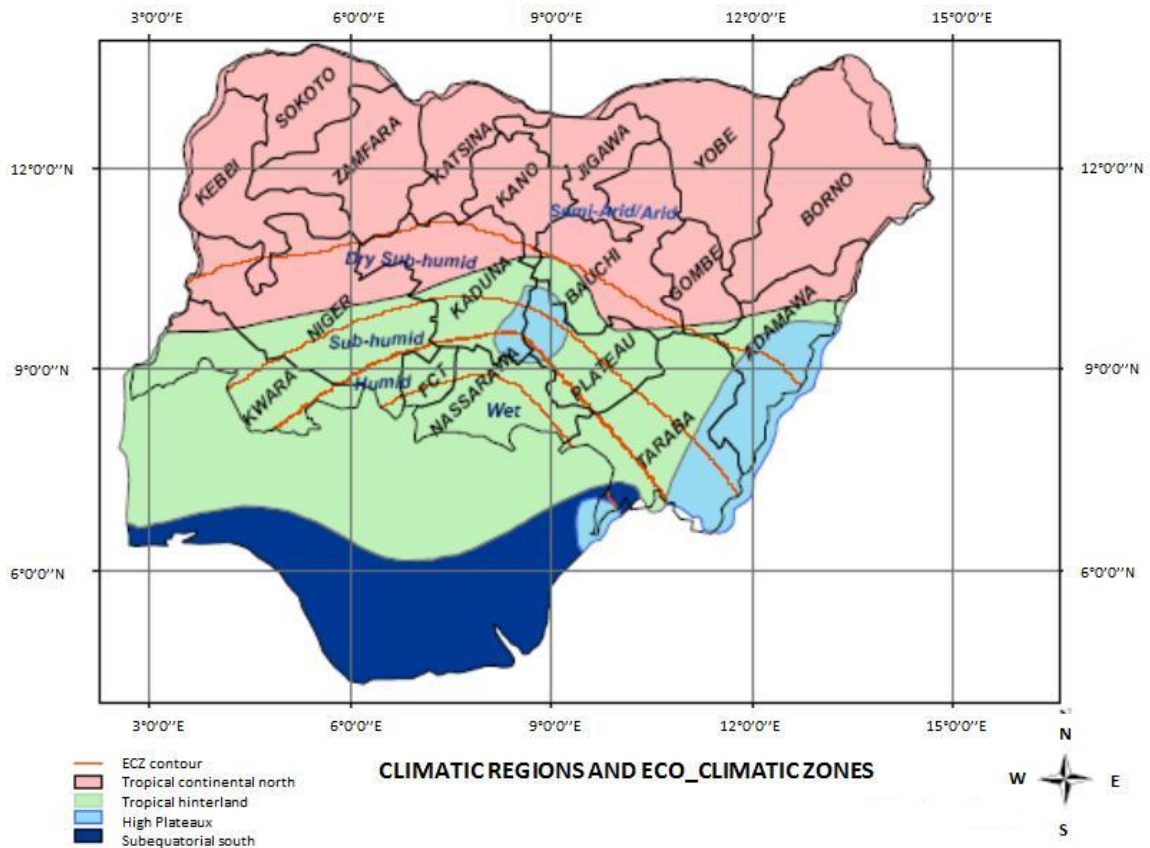 3°0'0''E 6°0'0''E 9°0'0''E 12°0'0''E 15°0'0''E
SOKOTO
KEBBI
ZAMFARA
KATSINA
KANO
JIGAWA
YOBE
BORNO
12°0'0''N 12°0'0''N
Semi-Arid/Arid
Dry Sub-humid
KADUNA
BAUCHI
GOMBE
NIGER
ADAMAWA
Sub-humid
9°0'0''N 9°0'0''N
KWARA
Humid
FCT
NASSARAWA
PLATEAU
Wet
TARABA
6°0'0''N 6°0'0''N
3°0'0''E 6°0'0''E 9°0'0''E 12°0'0''E 15°0'0''E
CLIMATIC REGIONS AND ECO_CLIMATIC ZONES
ECZ contour
Tropical continental north
Tropical hinterland
High Plateaux
Subequatorial south
N
W E
S